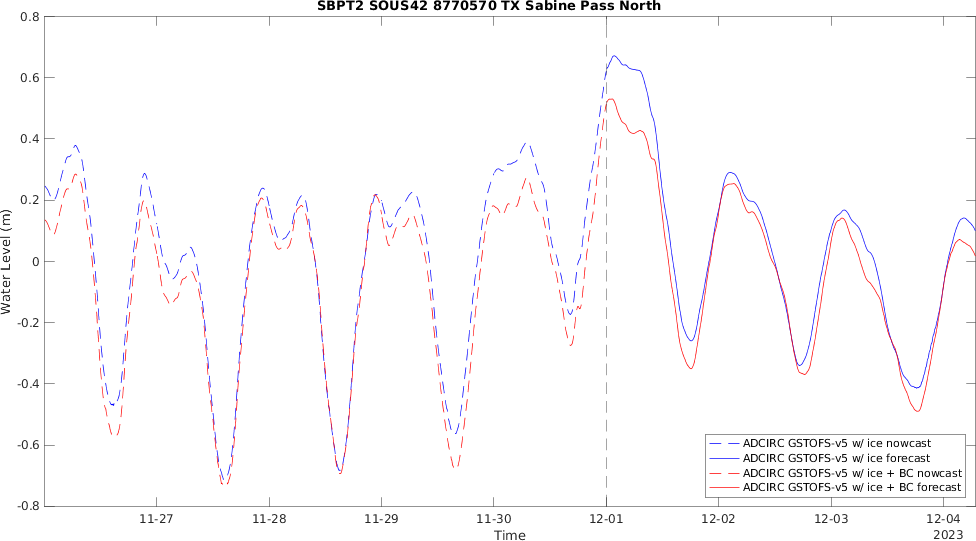 SBPT2 SOUS42 8770570 TX Sabine Pass North
Water Level (m)
0.8
0.6
0.4
0.2
0
-0.2
-0.4
-0.6
-0.8
11-27
11-28
11-29
11-30
12-01
12-02
12-03
12-04
2023
Time
ADCIRC GSTOFS-v5 w/ ice nowcast
ADCIRC GSTOFS-v5 w/ ice forecast
ADCIRC GSTOFS-v5 w/ ice + BC nowcast
ADCIRC GSTOFS-v5 w/ ice + BC forecast